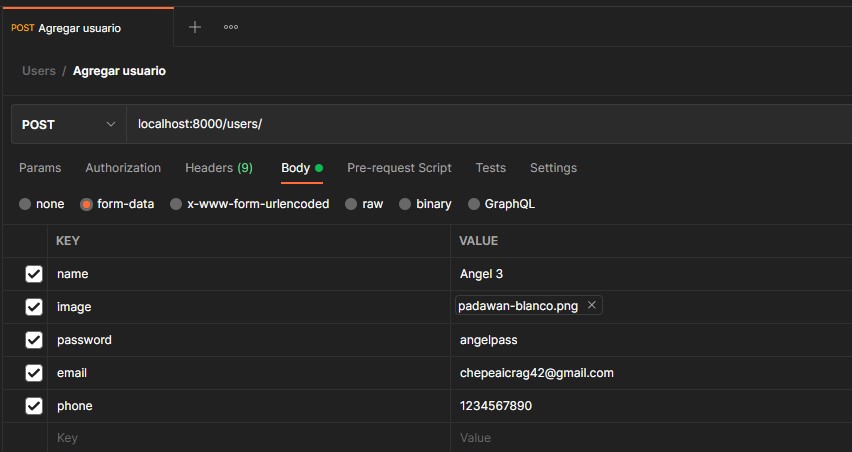 POST Agregar usuario
Users / Agregar usuario
POST localhost:8000/users/
Params Authorization Headers (9) Body Pre-request Script Tests Settings
none form-data x-www-form-urlencoded raw binary GraphQL
KEY VALUE
name Angel 3
image padawan-blanco.png
password angelpass
email chepeaicrag42@gmail.com
phone 1234567890
Key Value